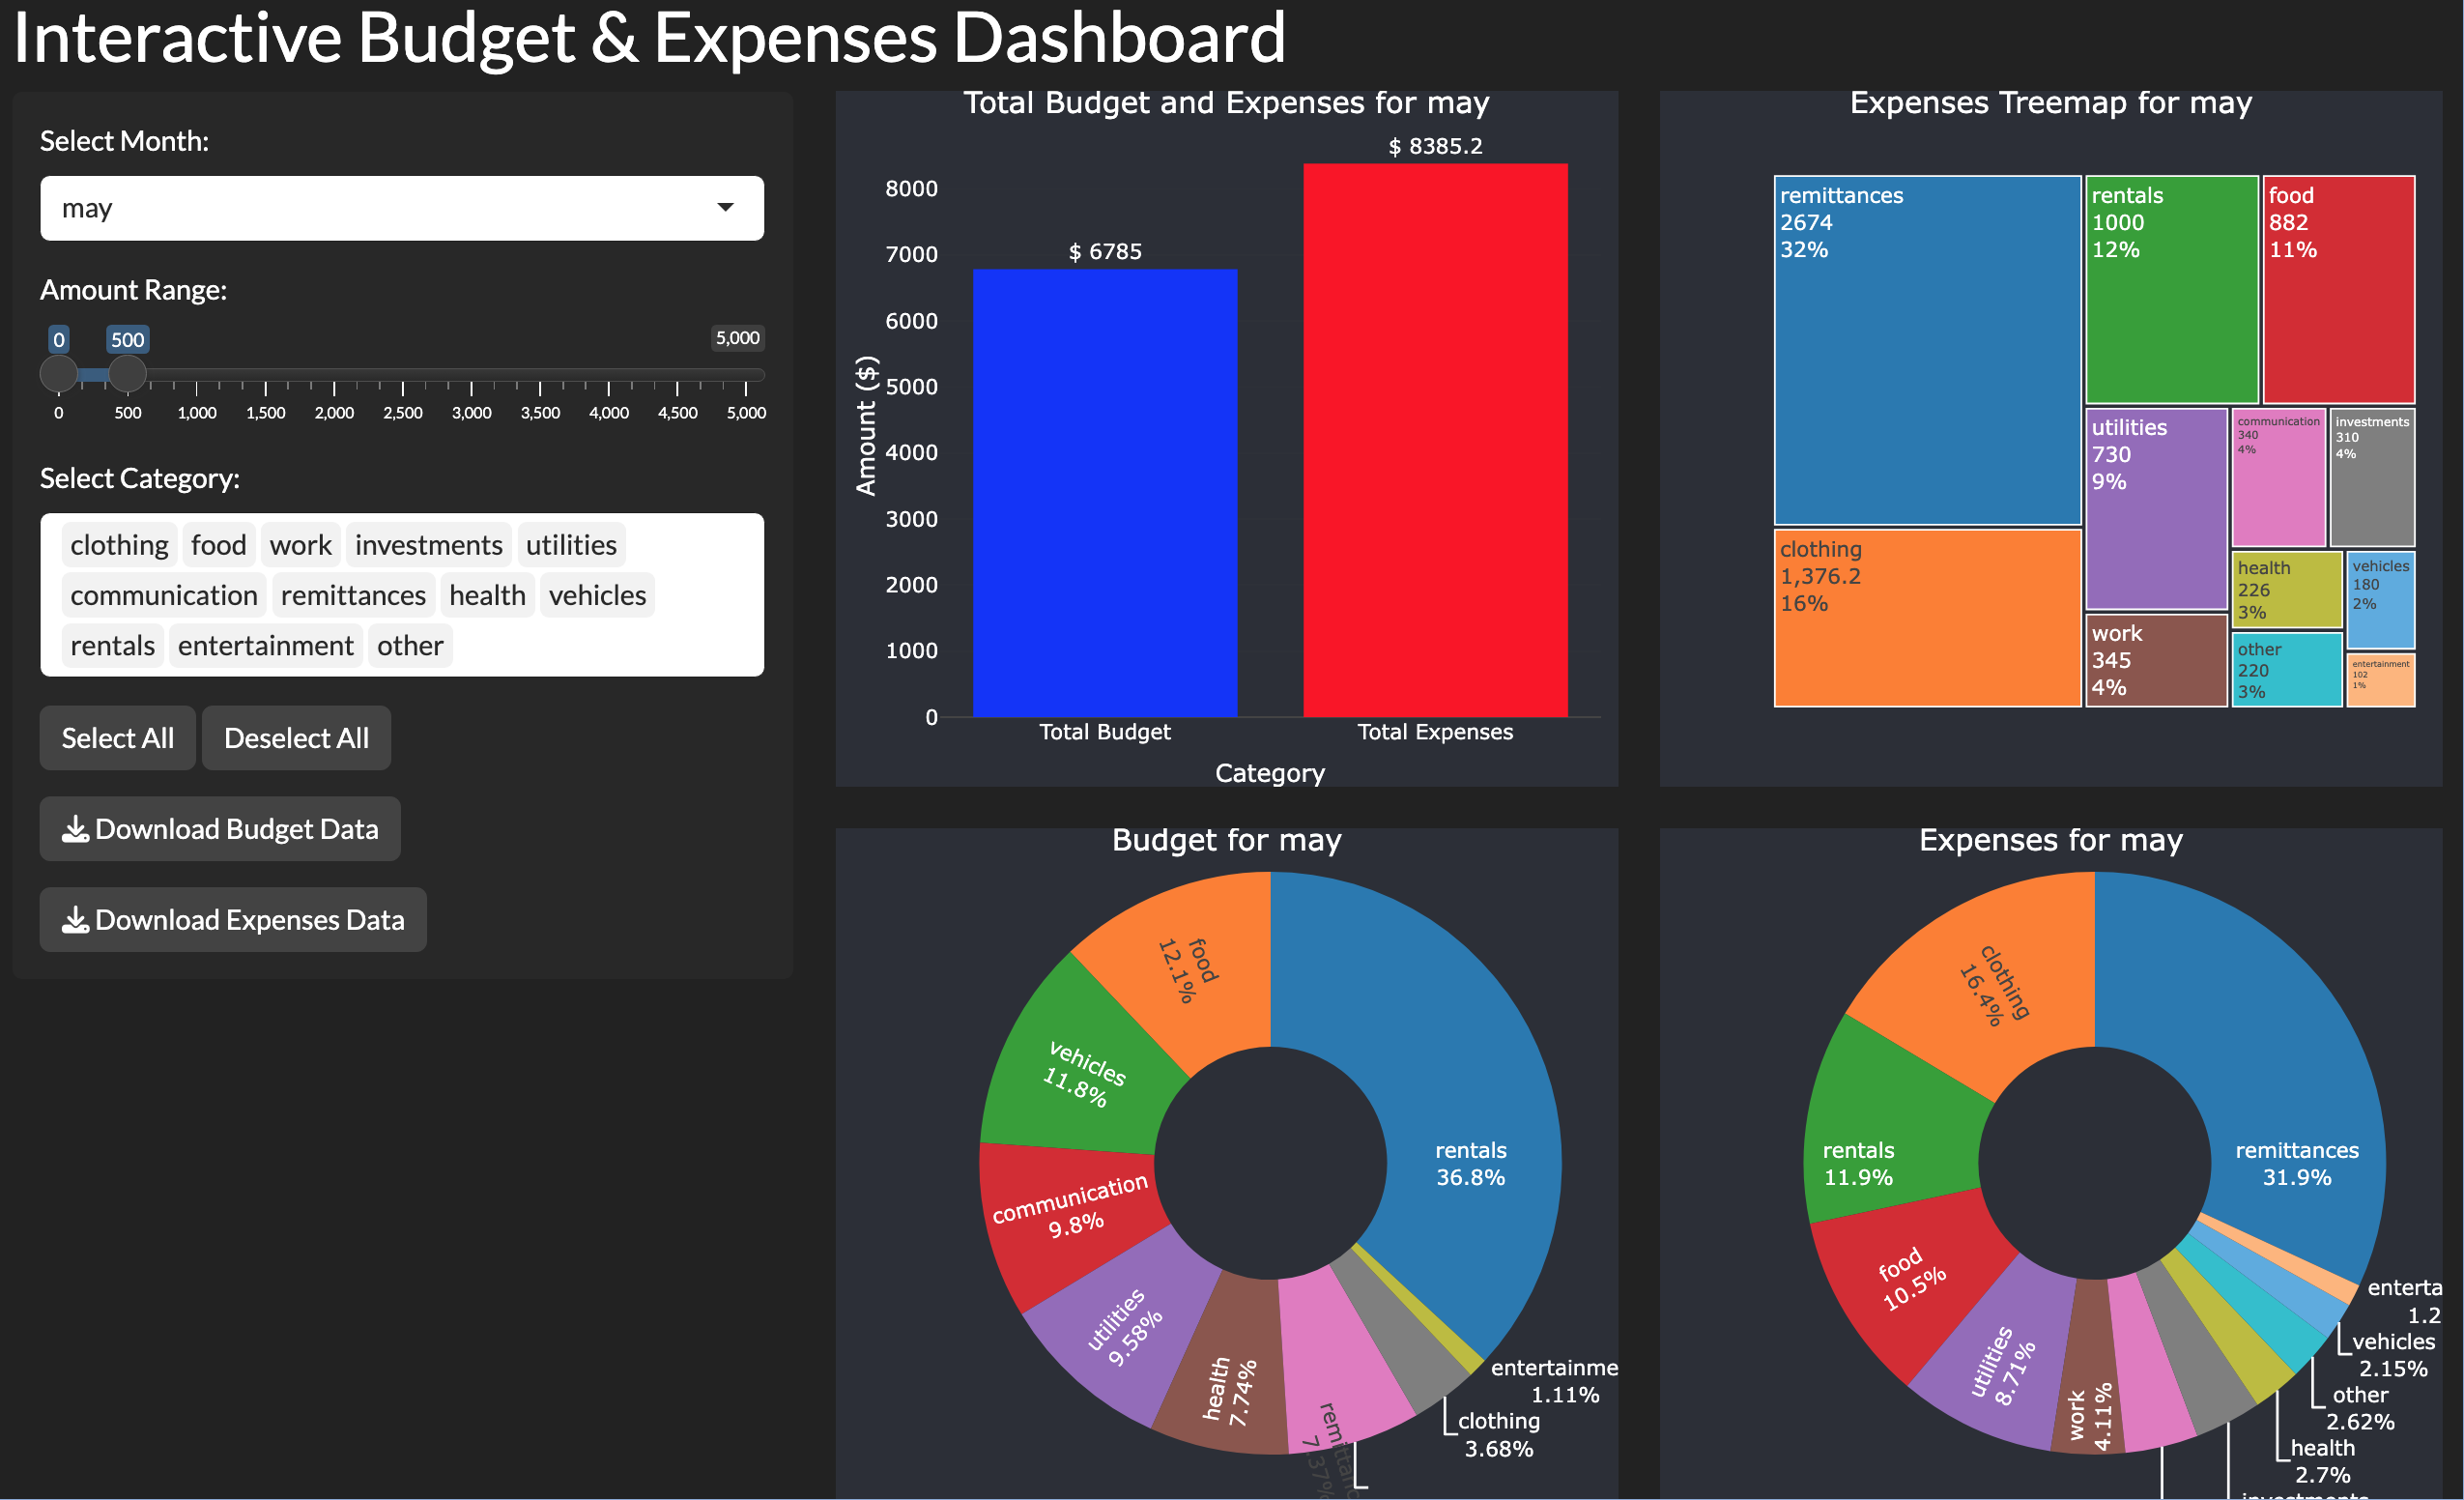 Interactive Budget & Expenses Dashboard
Select Month:
may
Amount Range:
0 500 5,000
0 500 1,000 1,500 2,000 2,500 3,000 3,500 4,000 4,500 5,000
Select Category:
clothing food work investments utilities
communication remittances health vehicles
rentals entertainment other
Select All Deselect All
Download Budget Data
Download Expenses Data
Total Budget and Expenses for may
$ 8385.2
$ 6785
8000
7000
6000
5000
4000
3000
2000
1000
0
Amount ($)
Total Budget Total Expenses
Category
Expenses Treemap for may
remittances
2674
32%
rentals
1000
12%
food
882
11%
clothing
1,376.2
16%
utilities
730
9%
communication
340
4%
investments
310
4%
work
345
4%
health
226
3%
vehicles
180
2%
other
220
3%
entertainment
102
1%
Budget for may
food
12.1%
vehicles
11.8%
rentals
36.8%
communication
9.8%
utilities
9.58%
health
7.74%
remittanc
7.37%
entertainme
1.11%
clothing
3.68%
Expenses for may
clothing
16.4%
rentals
11.9%
remittances
31.9%
food
10.5%
utilities
8.71%
work
4.11%
enterta
1.2
vehicles
2.15%
other
2.62%
health
2.7%